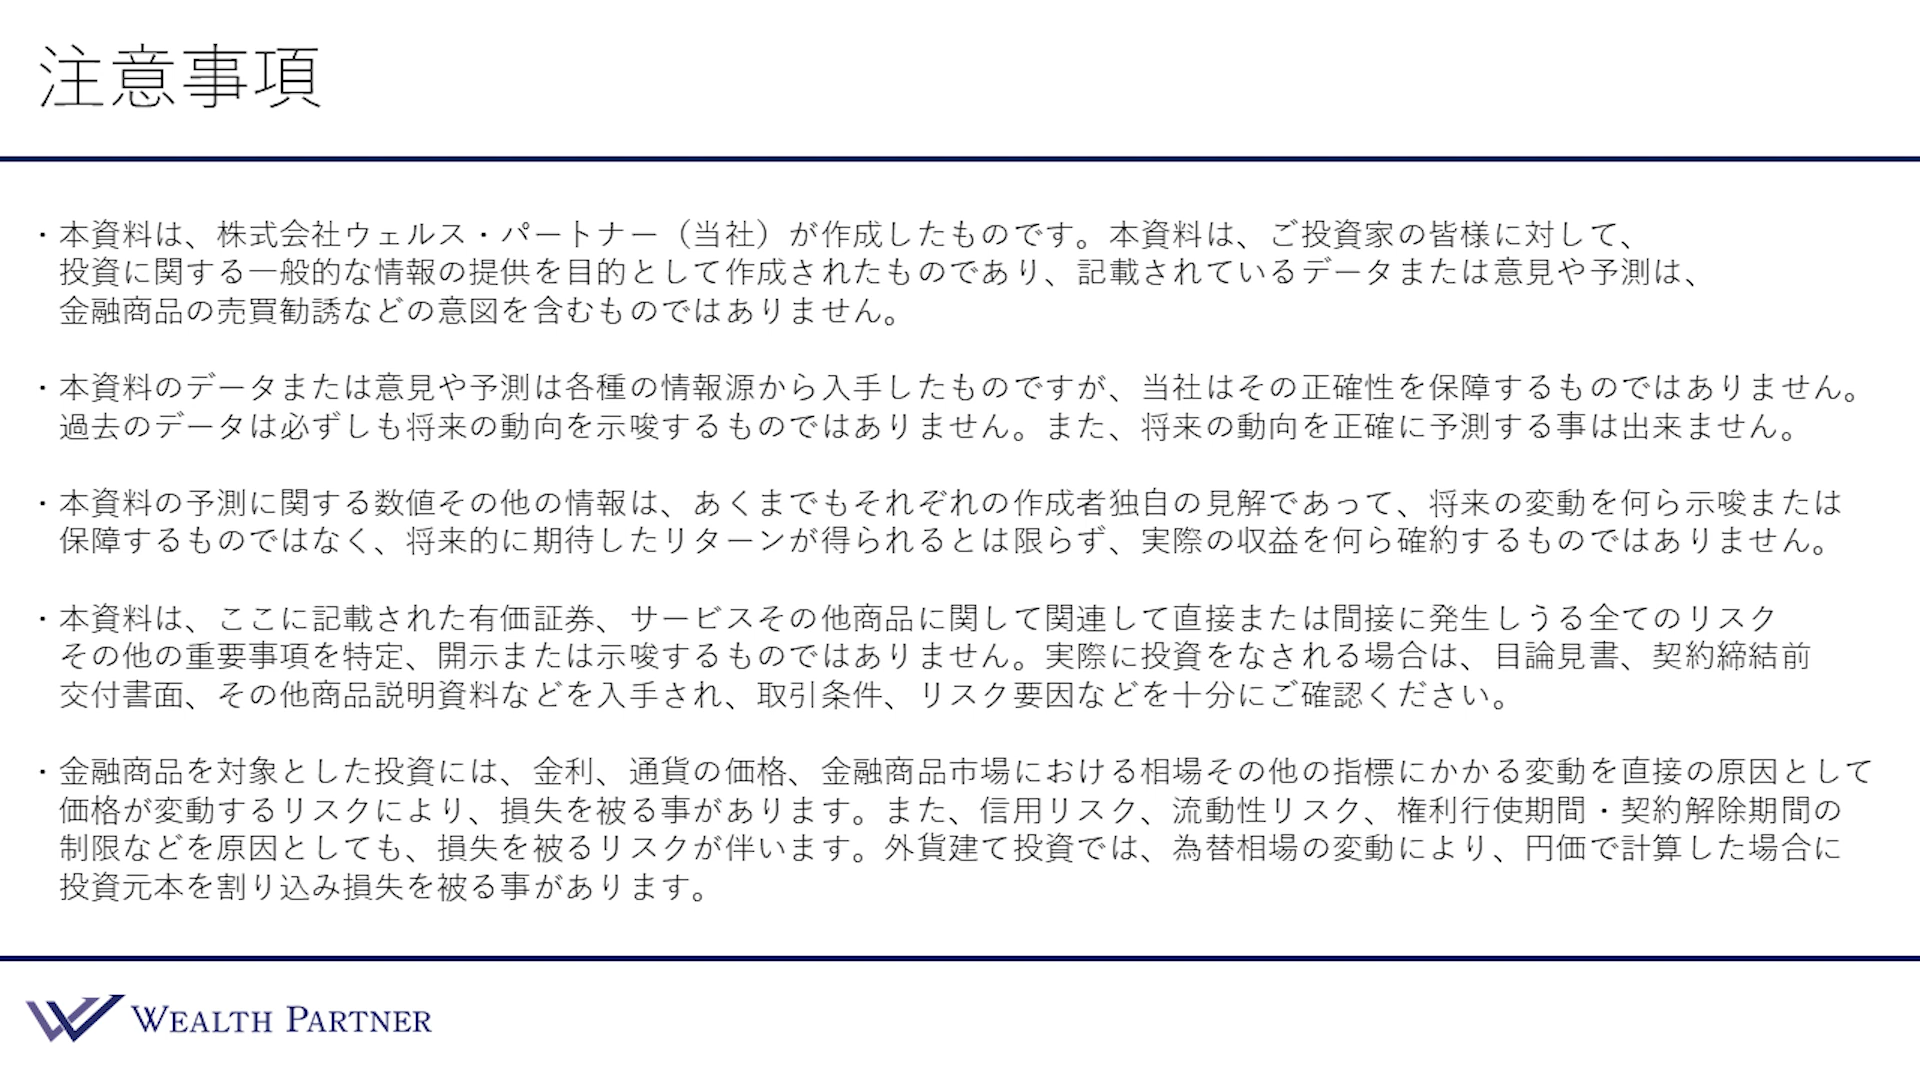 注意事項
・本資料は、株式会社ウェルス・パートナー（当社）が作成したものです。本資料は、ご投資家の皆様に対して、
投資に関する一般的な情報の提供を目的として作成されたものであり、記載されているデータまたは意見や予測は、
金融商品の売買勧誘などの意図を含むものではありません。
・本資料のデータまたは意見や予測は各種の情報源から入手したものですが、当社はその正確性を保障するものではありません。
過去のデータは必ずしも将来の動向を示唆するものではありません。また、将来の動向を正確に予測する事は出来ません。
・本資料の予測に関する数値その他の情報は、あくまでもそれぞれの作成者独自の見解であって、将来の変動を何ら示唆または
保障するものではなく、将来的に期待したリターンが得られるとは限らず、実際の収益を何ら確約するものではありません。
・本資料は、ここに記載された有価証券、サービスその他商品に関して関連して直接または間接に発生しうる全てのリスク
その他の重要事項を特定、開示または示唆するものではありません。実際に投資をなされる場合は、目論見書、契約締結前
交付書面、その他商品説明資料などを入手され、取引条件、リスク要因などを十分にご確認ください。
・金融商品を対象とした投資には、金利、通貨の価格、金融商品市場における相場その他の指標にかかる変動を直接の原因として
価格が変動するリスクにより、損失を被る事があります。また、信用リスク、流動性リスク、権利行使期間・契約解除期間の
制限などを原因としても、損失を被るリスクが伴います。外貨建て投資では、為替相場の変動により、円価で計算した場合に
投資元本を割り込み損失を被る事があります。
WEALTH PARTNER